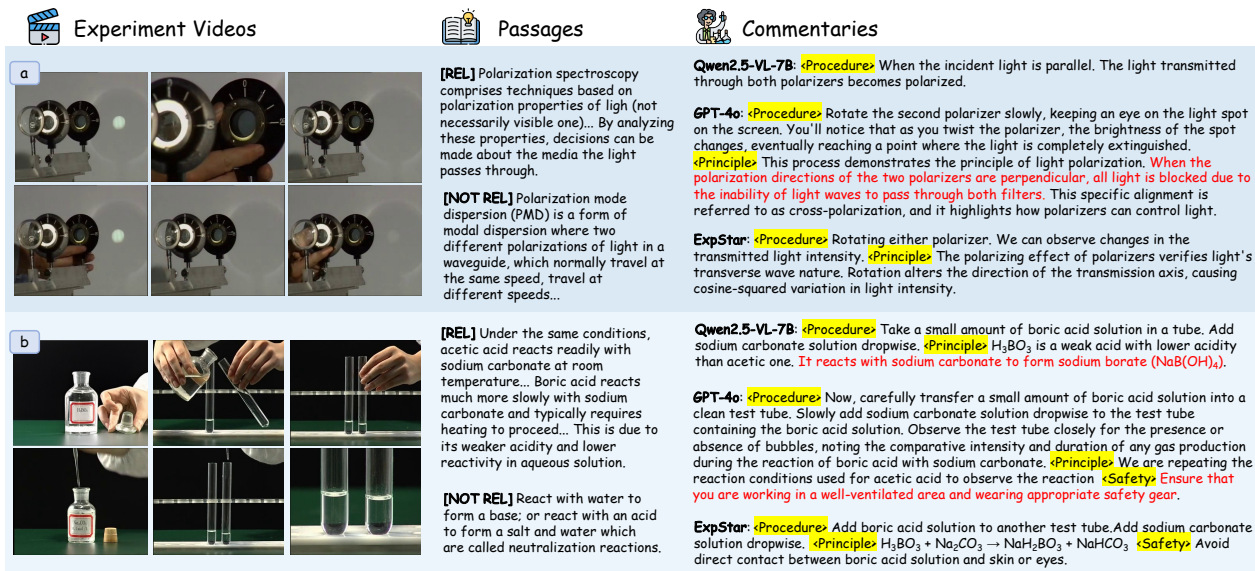 Experiment Videos
Passages
Commentaries
a
[REL] Polarization spectroscopy
comprises techniques based on
polarization properties of ligh (not
necessarily visible one)... By analyzing
these properties, decisions can be
made about the media the light
passes through.
[NOT REL] Polarization mode
dispersion (PMD) is a form of
modal dispersion where two
different polarizations of light in a
waveguide, which normally travel at
the same speed, travel at
different speeds...
Qwen2.5-VL-7B: <Procedure> When the incident light is parallel. The light transmitted
through both polarizers becomes polarized.
GPT-4o: <Procedure> Rotate the second polarizer slowly, keeping an eye on the light spot
on the screen. You'll notice that as you twist the polarizer, the brightness of the spot
changes, eventually reaching a point where the light is completely extinguished.
<Principle> This process demonstrates the principle of light polarization. When the
polarization directions of the two polarizers are perpendicular, all light is blocked due to
the inability of light waves to pass through both filters. This specific alignment is
referred to as cross-polarization, and it highlights how polarizers can control light.
ExpStar: <Procedure> Rotating either polarizer. We can observe changes in the
transmitted light intensity. <Principle> The polarizing effect of polarizers verifies light's
transverse wave nature. Rotation alters the direction of the transmission axis, causing
cosine-squared variation in light intensity.
b
[REL] Under the same conditions,
acetic acid reacts readily with
sodium carbonate at room
temperature... Boric acid reacts
much more slowly with sodium
carbonate and typically requires
heating to proceed... This is due to
its weaker acidity and lower
reactivity in aqueous solution.
[NOT REL] React with water to
form a base; or react with an acid
to form a salt and water which
are called neutralization reactions.
Qwen2.5-VL-7B: <Procedure> Take a small amount of boric acid solution in a tube. Add
sodium carbonate solution dropwise. <Principle> H₃BO₃ is a weak acid with lower acidity
than acetic one. It reacts with sodium carbonate to form sodium borate (NaB(OH)₄).
GPT-4o: <Procedure> Now, carefully transfer a small amount of boric acid solution into a
clean test tube. Slowly add sodium carbonate solution dropwise to the test tube
containing the boric acid solution. Observe the test tube closely for the presence or
absence of bubbles, noting the comparative intensity and duration of any gas production
during the reaction of boric acid with sodium carbonate. <Principle> We are repeating the
reaction conditions used for acetic acid to observe the reaction <Safety> Ensure that
you are working in a well-ventilated area and wearing appropriate safety gear.
ExpStar: <Procedure> Add boric acid solution to another test tube.Add sodium carbonate
solution dropwise. <Principle> H₃BO₃ + Na₂CO₃ → NaH₂BO₃ + NaHCO₃ <Safety> Avoid
direct contact between boric acid solution and skin or eyes.